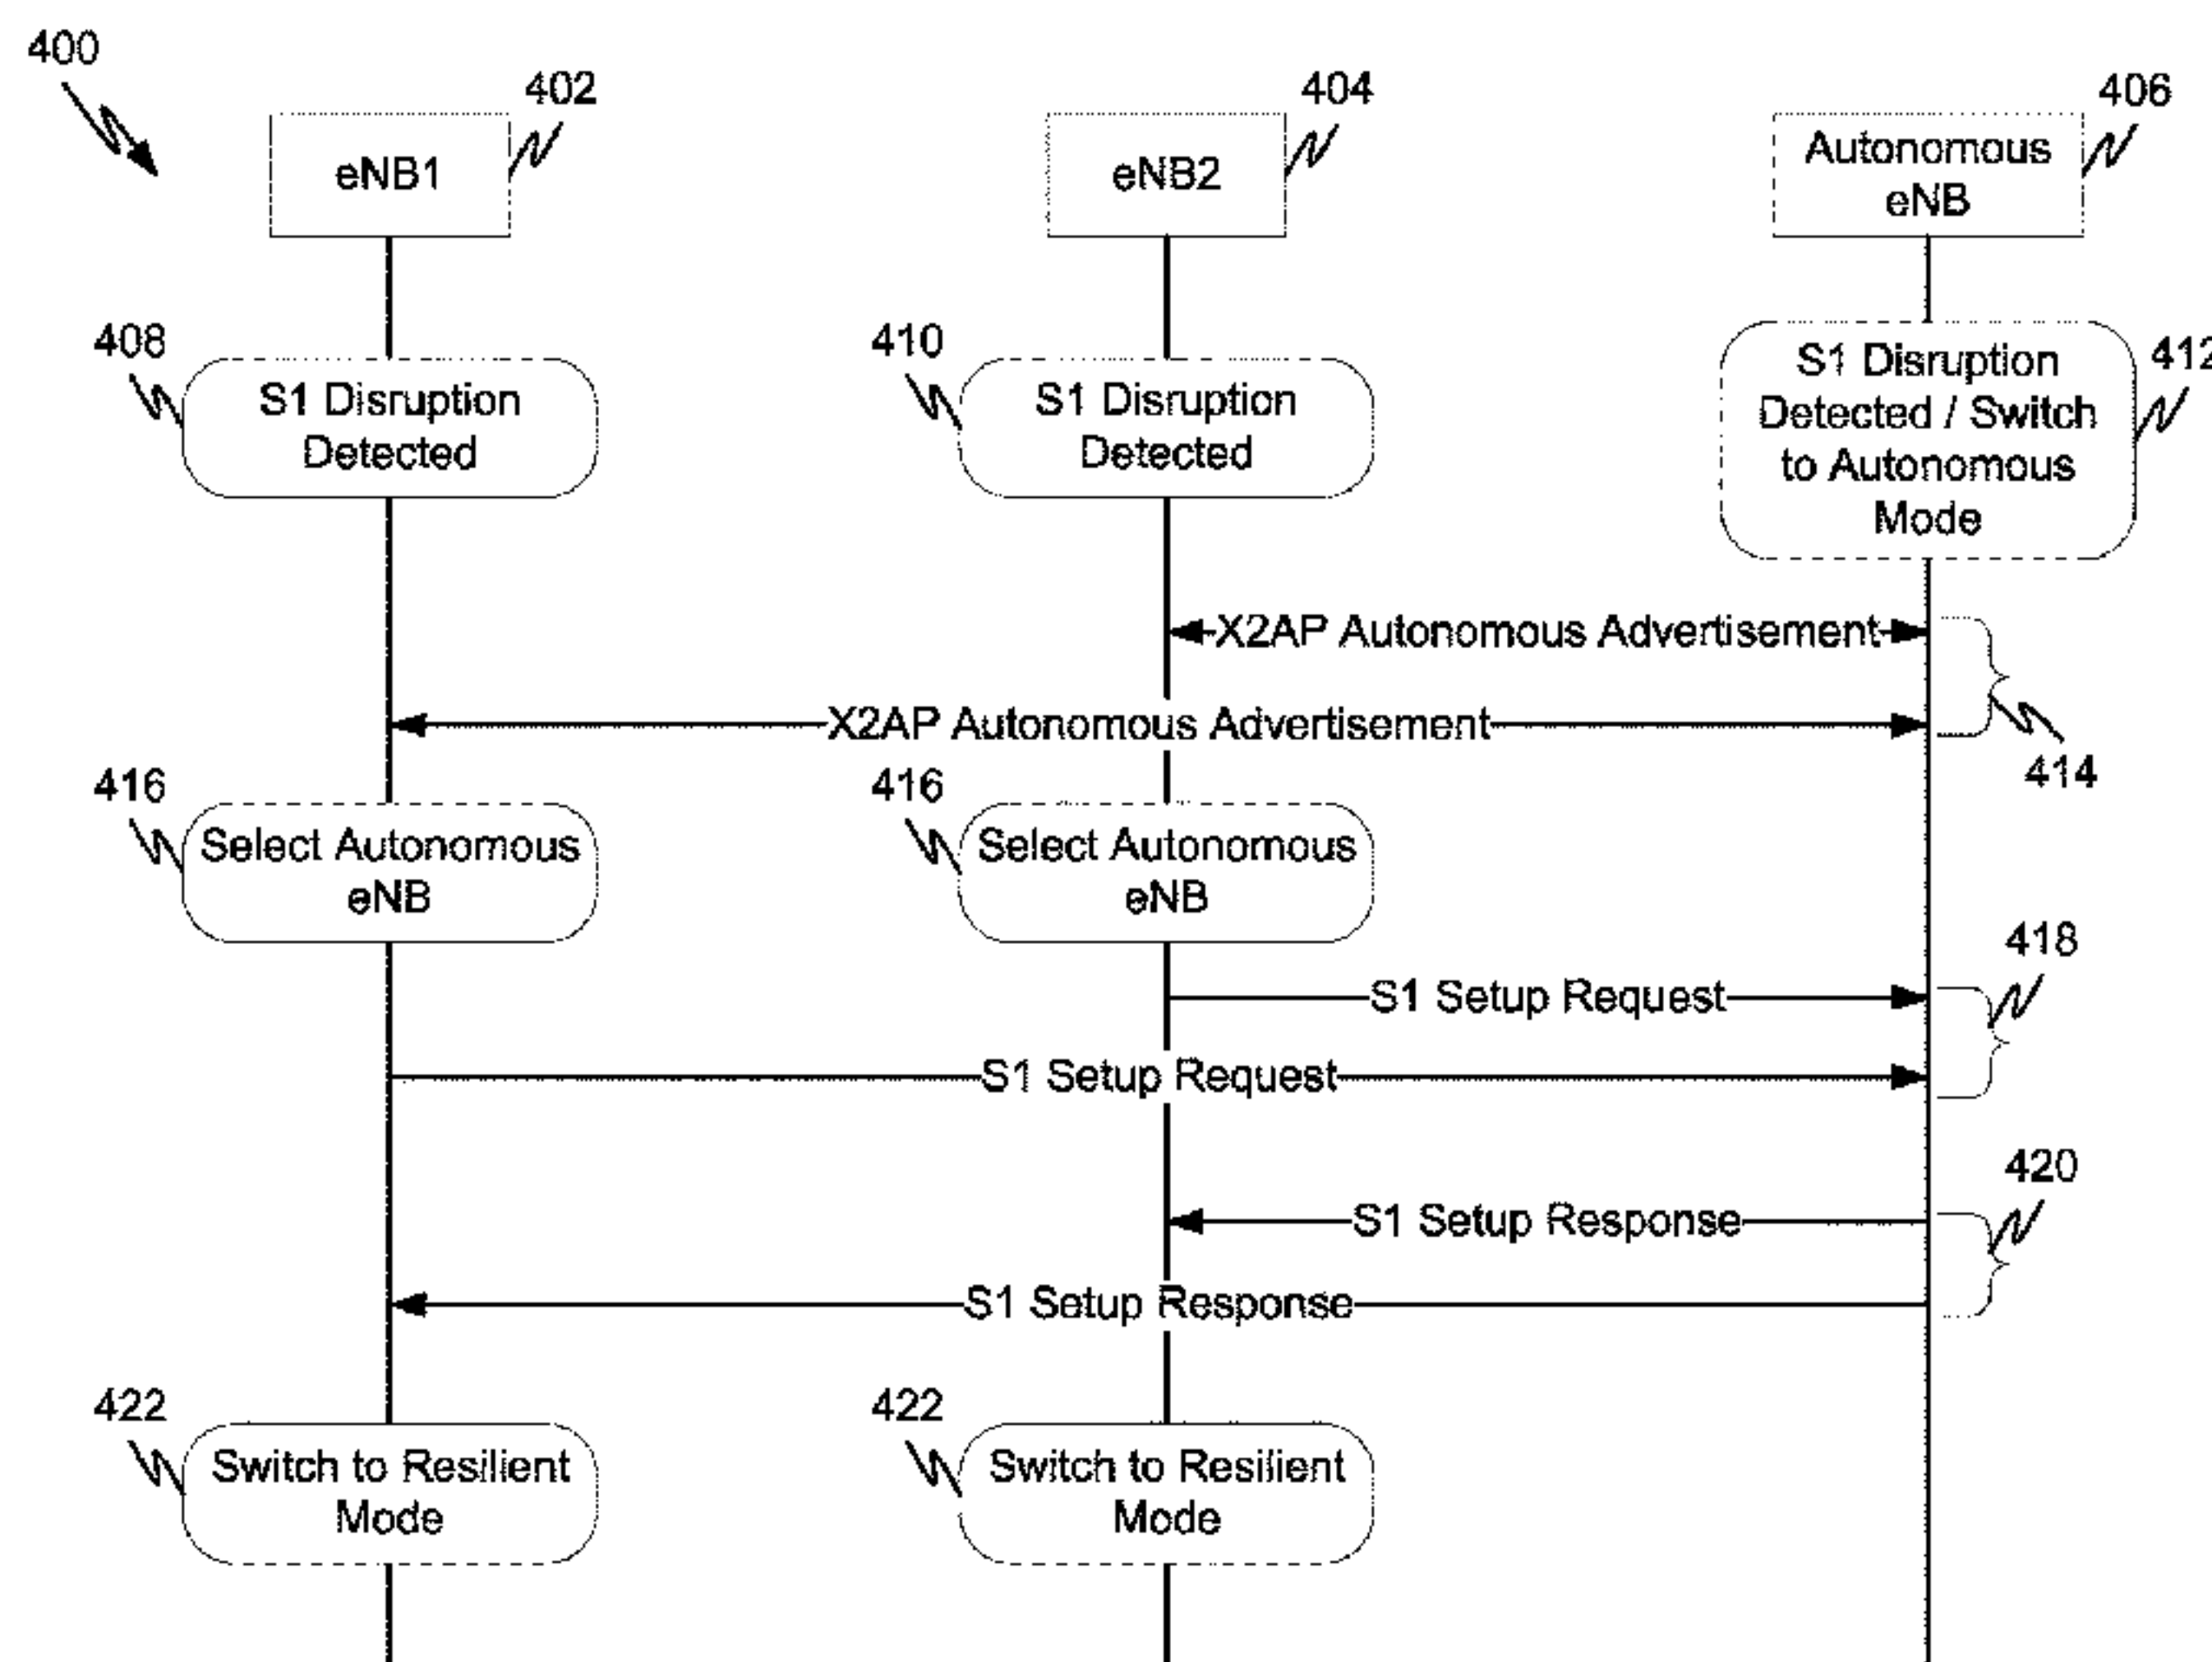 400
402
404
406
eNB1
eNB2
Autonomous
eNB
408
410
412
S1 Disruption
Detected
S1 Disruption
Detected
S1 Disruption
Detected / Switch
to Autonomous
Mode
X2AP Autonomous Advertisement
X2AP Autonomous Advertisement
414
416
416
Select Autonomous
eNB
Select Autonomous
eNB
418
S1 Setup Request
S1 Setup Request
420
S1 Setup Response
S1 Setup Response
422
422
Switch to Resilient
Mode
Switch to Resilient
Mode